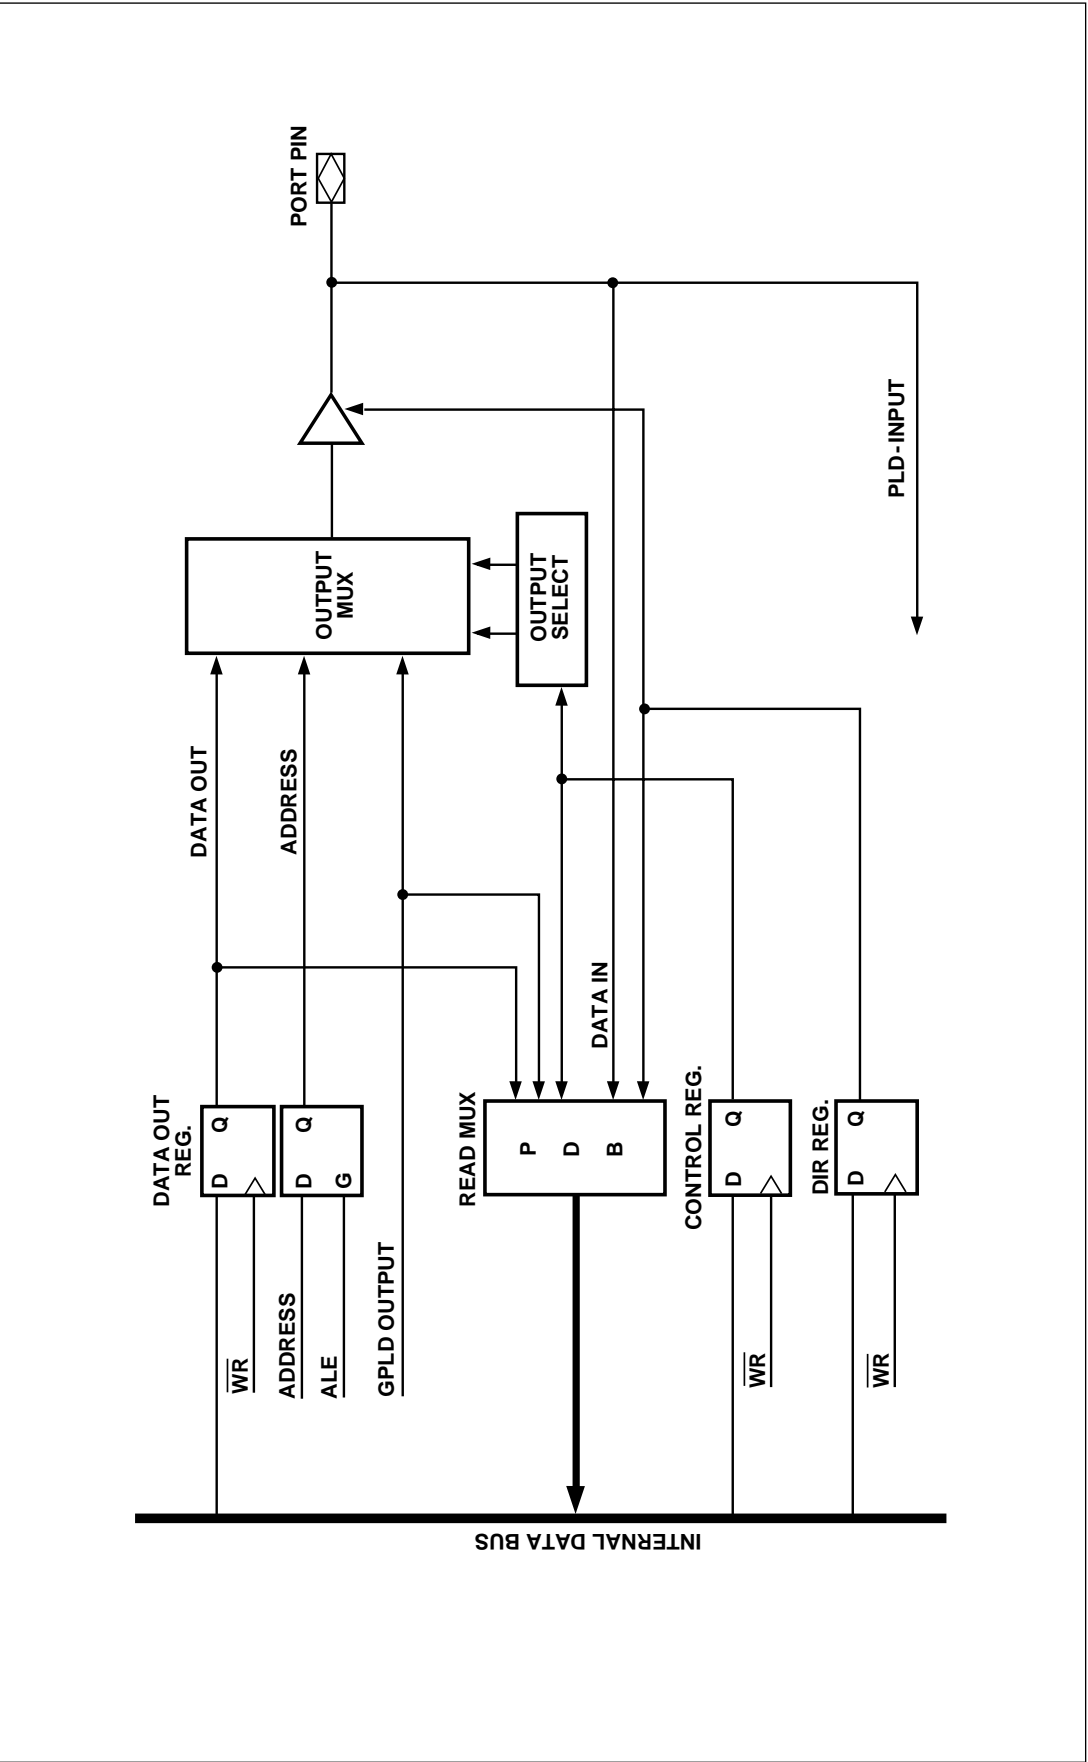 DATA OUT
REG.
D
Q
WR
DATA OUT
ADDRESS
D
Q
G
ALE
ADDRESS
GPLD OUTPUT
OUTPUT
MUX
PORT PIN
READ MUX
P
D
B
DATA IN
OUTPUT
SELECT
CONTROL REG.
D
Q
WR
DIR REG.
D
Q
WR
PLD-INPUT
INTERNAL DATA BUS